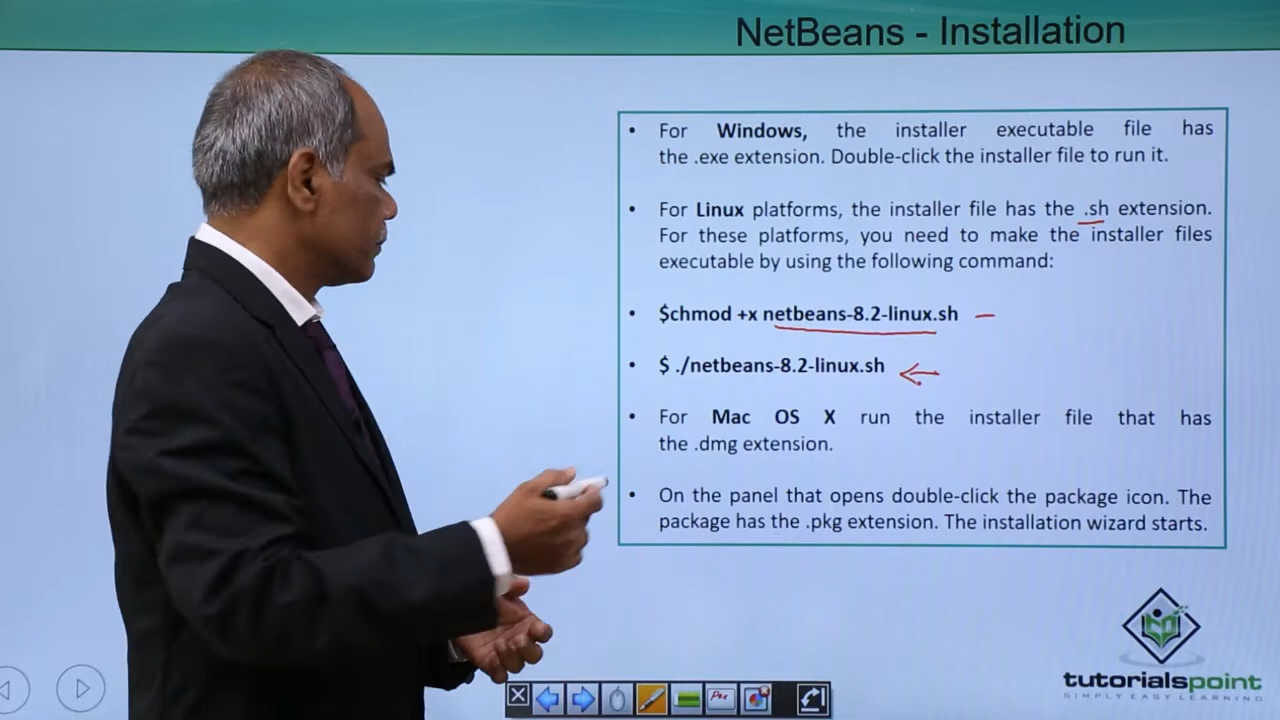 NetBeans - Installation
• For Windows, the installer executable file has
the .exe extension. Double-click the installer file to run it.
• For Linux platforms, the installer file has the .sh extension.
For these platforms, you need to make the installer files
executable by using the following command:
• $chmod +x netbeans-8.2-linux.sh
• $ ./netbeans-8.2-linux.sh
• For Mac OS X run the installer file that has
the .dmg extension.
• On the panel that opens double-click the package icon. The
package has the .pkg extension. The installation wizard starts.
tutorialspoint
SIMPLY EASY LEARNING